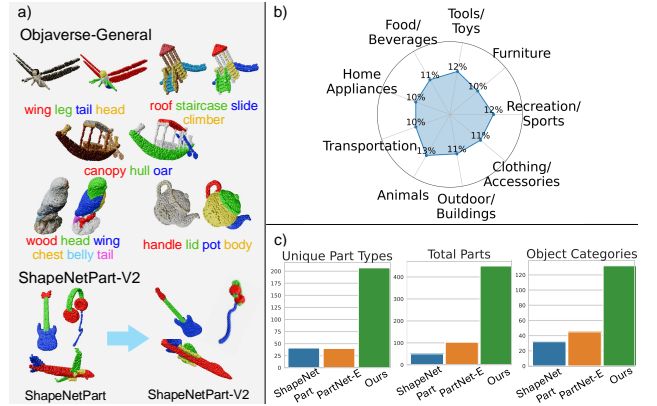 a)
Objaverse-General
wing leg tail head
roof staircase slide
climber
canopy hull oar
wood head wing
chest belly tail
handle lid pot body
ShapeNetPart-V2
ShapeNetPart
ShapeNetPart-V2
b)
Tools/
Toys
Food/
Beverages
Furniture
Home
Appliances
Recreation/
Sports
Transportation
Clothing/
Accessories
Animals
Outdoor/
Buildings
12%
11%
10%
10%
12%
10%
11%
13%
11%
c)
Unique Part Types
200
175
150
125
100
75
50
25
0
ShapeNet
Part
PartNet-E
Ours
Total Parts
400
300
200
100
0
ShapeNet
Part
PartNet-E
Ours
Object Categories
120
100
80
60
40
20
0
ShapeNet
Part
PartNet-E
Ours